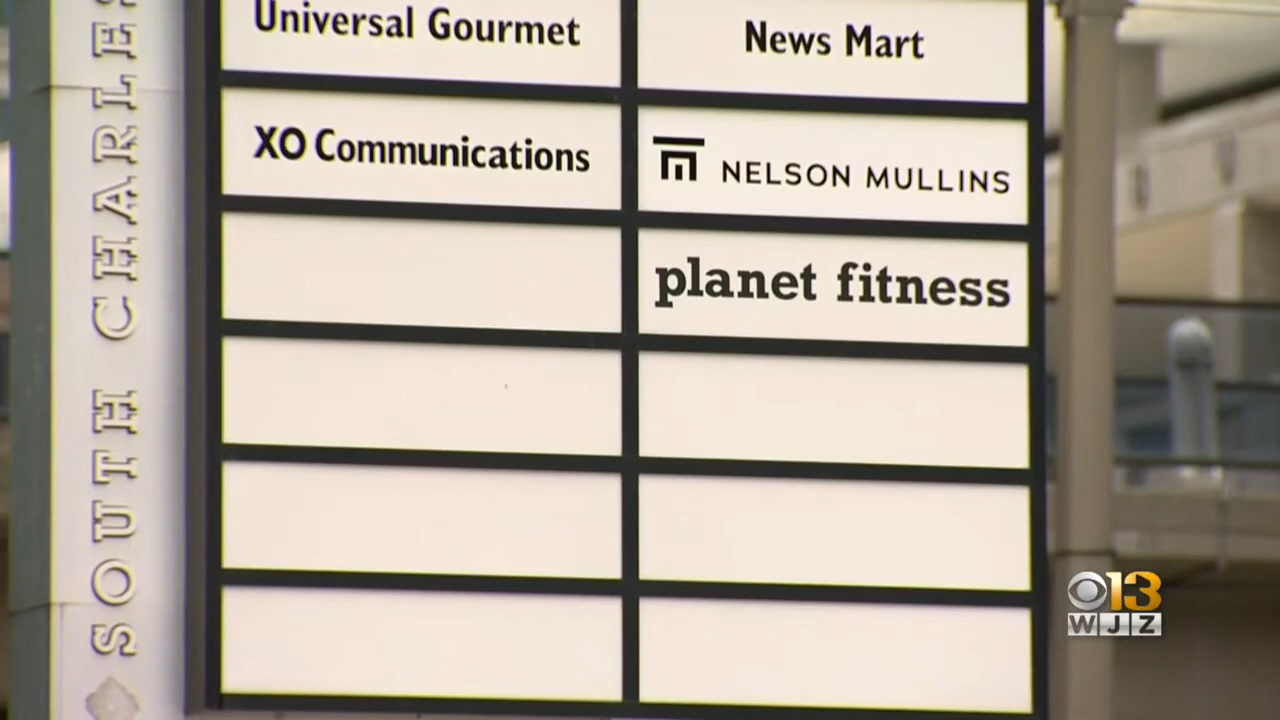 SOUTH CHARLES
Universal Gourmet
News Mart
XO Communications
NELSON MULLINS
planet fitness
13
WJZ